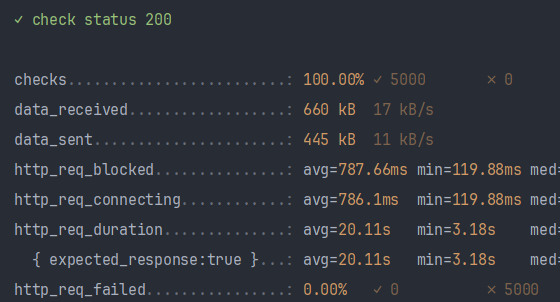 ✓ check status 200
checks.........................: 100.00% ✓ 5000 ✗ 0
data_received..................: 660 kB 17 kB/s
data_sent......................: 445 kB 11 kB/s
http_req_blocked...............: avg=787.66ms min=119.88ms med=
http_req_connecting............: avg=786.1ms min=119.88ms med=
http_req_duration..............: avg=20.11s min=3.18s med=
{ expected_response:true }...: avg=20.11s min=3.18s med=
http_req_failed................: 0.00% ✓ 0 ✗ 5000